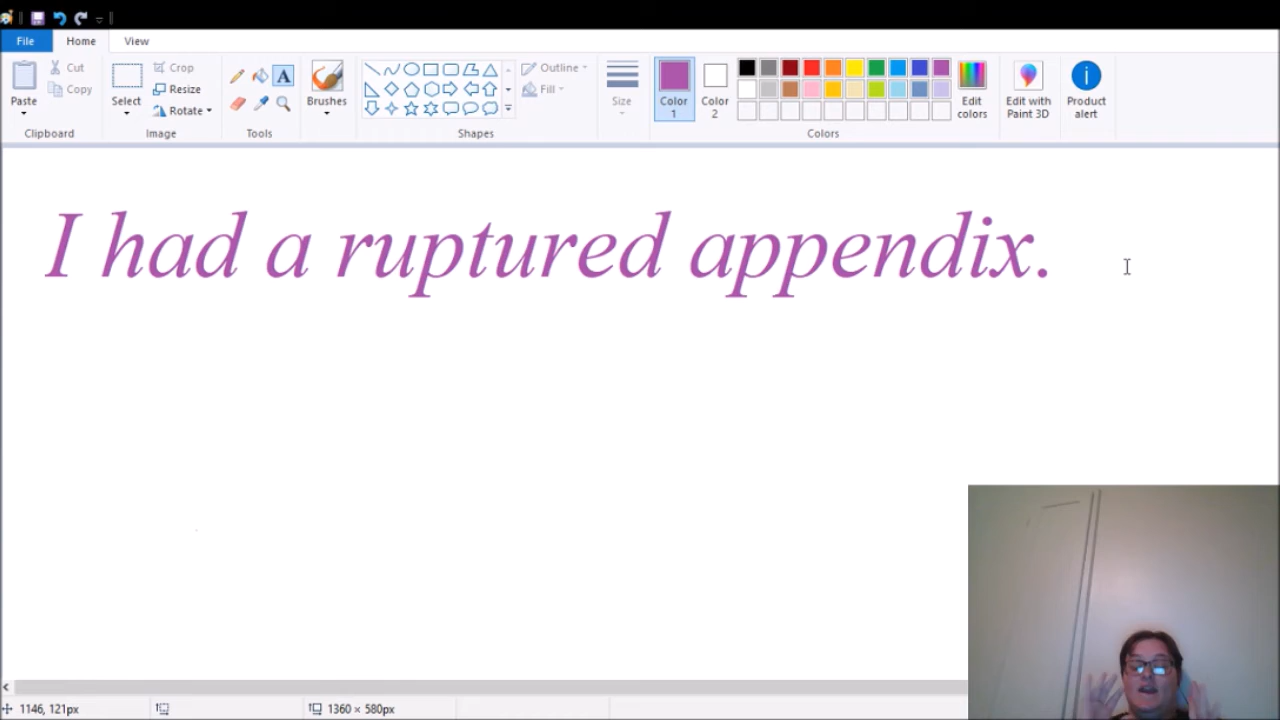 File
Home
View
Paste
Cut
Copy
Clipboard
Select
Crop
Resize
Rotate
Image
A
Tools
Brushes
Shapes
Outline
Fill
Size
Color
1
Color
2
Edit
colors
Colors
Edit with
Paint 3D
Product
alert
I had a ruptured appendix.
1146, 121px
1360 × 580px